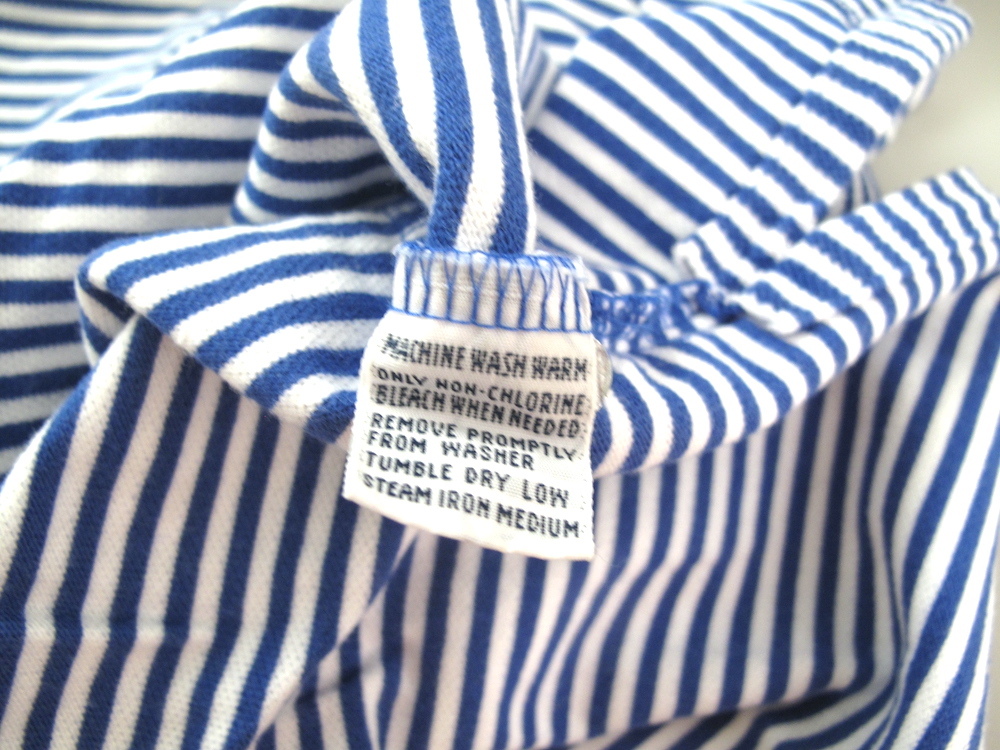 MACHINE WASH WARM
ONLY NON-CHLORINE
BLEACH WHEN NEEDED
REMOVE PROMPTLY
FROM WASHER
TUMBLE DRY LOW
STEAM IRON MEDIUM